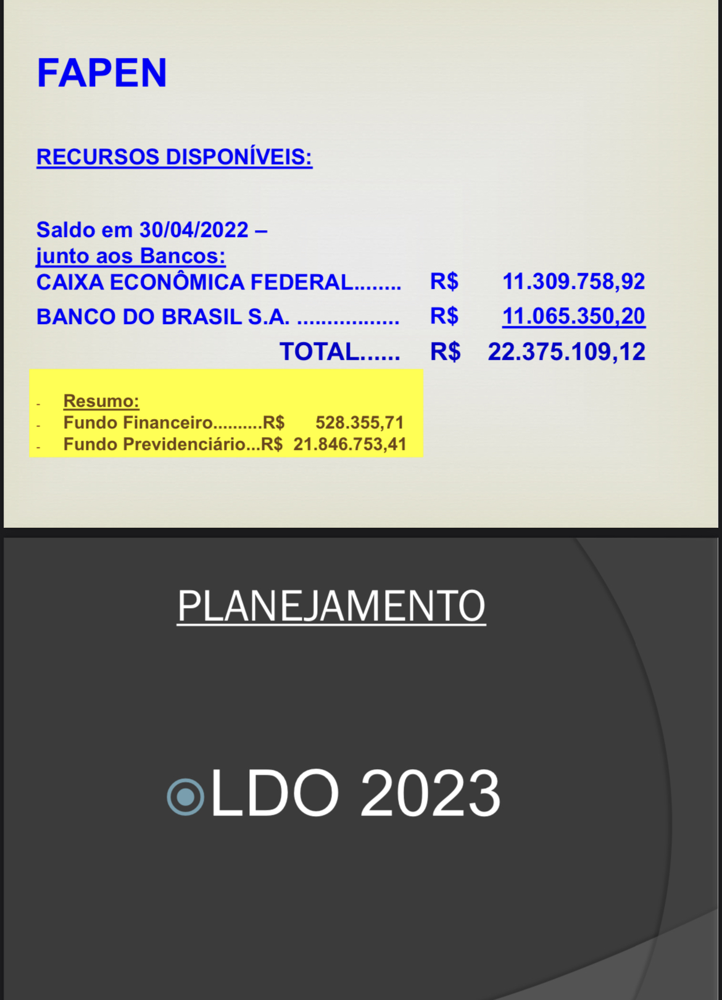 FAPEN
RECURSOS DISPONÍVEIS:
Saldo em 30/04/2022 –
junto aos Bancos:
CAIXA ECONÔMICA FEDERAL........ R$ 11.309.758,92
BANCO DO BRASIL S.A. ................. R$ 11.065.350,20
TOTAL...... R$ 22.375.109,12
- Resumo:
- Fundo Financeiro..........R$ 528.355,71
- Fundo Previdenciário...R$ 21.846.753,41
PLANEJAMENTO
LDO 2023